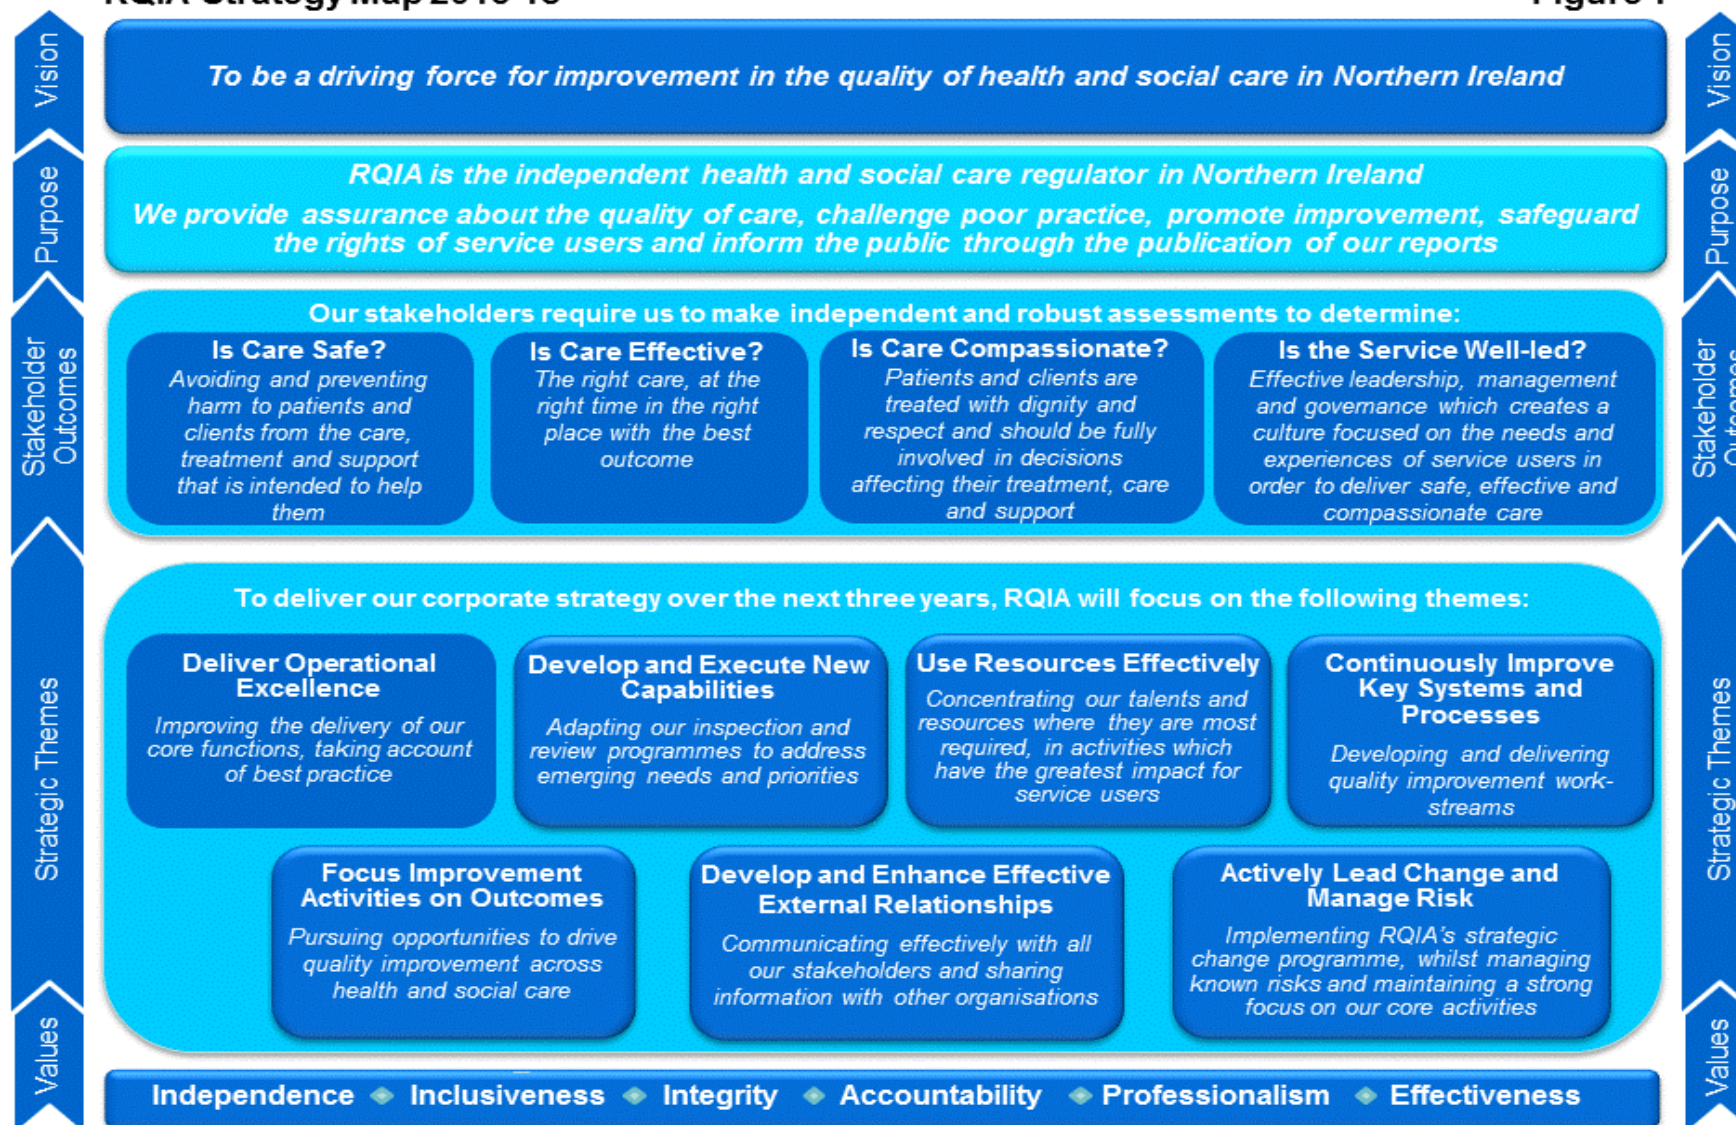 Vision
To be a driving force for improvement in the quality of health and social care in Northern Ireland
Vision
Purpose
RQIA is the independent health and social care regulator in Northern Ireland
We provide assurance about the quality of care, challenge poor practice, promote improvement, safeguard
the rights of service users and inform the public through the publication of our reports
Purpose
Stakeholder
Outcomes
Our stakeholders require us to make independent and robust assessments to determine:
Is Care Safe?
Avoiding and preventing
harm to patients and
clients from the care,
treatment and support
that is intended to help
them
Is Care Effective?
The right care, at the
right time in the right
place with the best
outcome
Is Care Compassionate?
Patients and clients are
treated with dignity and
respect and should be fully
involved in decisions
affecting their treatment, care
and support
Is the Service Well-led?
Effective leadership, management
and governance which creates a
culture focused on the needs and
experiences of service users in
order to deliver safe, effective and
compassionate care
Stakeholder
Strategic Themes
To deliver our corporate strategy over the next three years, RQIA will focus on the following themes:
Deliver Operational
Excellence
Improving the delivery of our
core functions, taking account
of best practice
Develop and Execute New
Capabilities
Adapting our inspection and
review programmes to address
emerging needs and priorities
Use Resources Effectively
Concentrating our talents and
resources where they are most
required, in activities which
have the greatest impact for
service users
Continuously Improve
Key Systems and
Processes
Developing and delivering
quality improvement work-
streams
Focus Improvement
Activities on Outcomes
Pursuing opportunities to drive
quality improvement across
health and social care
Develop and Enhance Effective
External Relationships
Communicating effectively with all
our stakeholders and sharing
information with other organisations
Actively Lead Change and
Manage Risk
Implementing RQIA's strategic
change programme, whilst managing
known risks and maintaining a strong
focus on our core activities
Strategic Themes
Values
Independence Inclusiveness Integrity Accountability Professionalism Effectiveness
Values